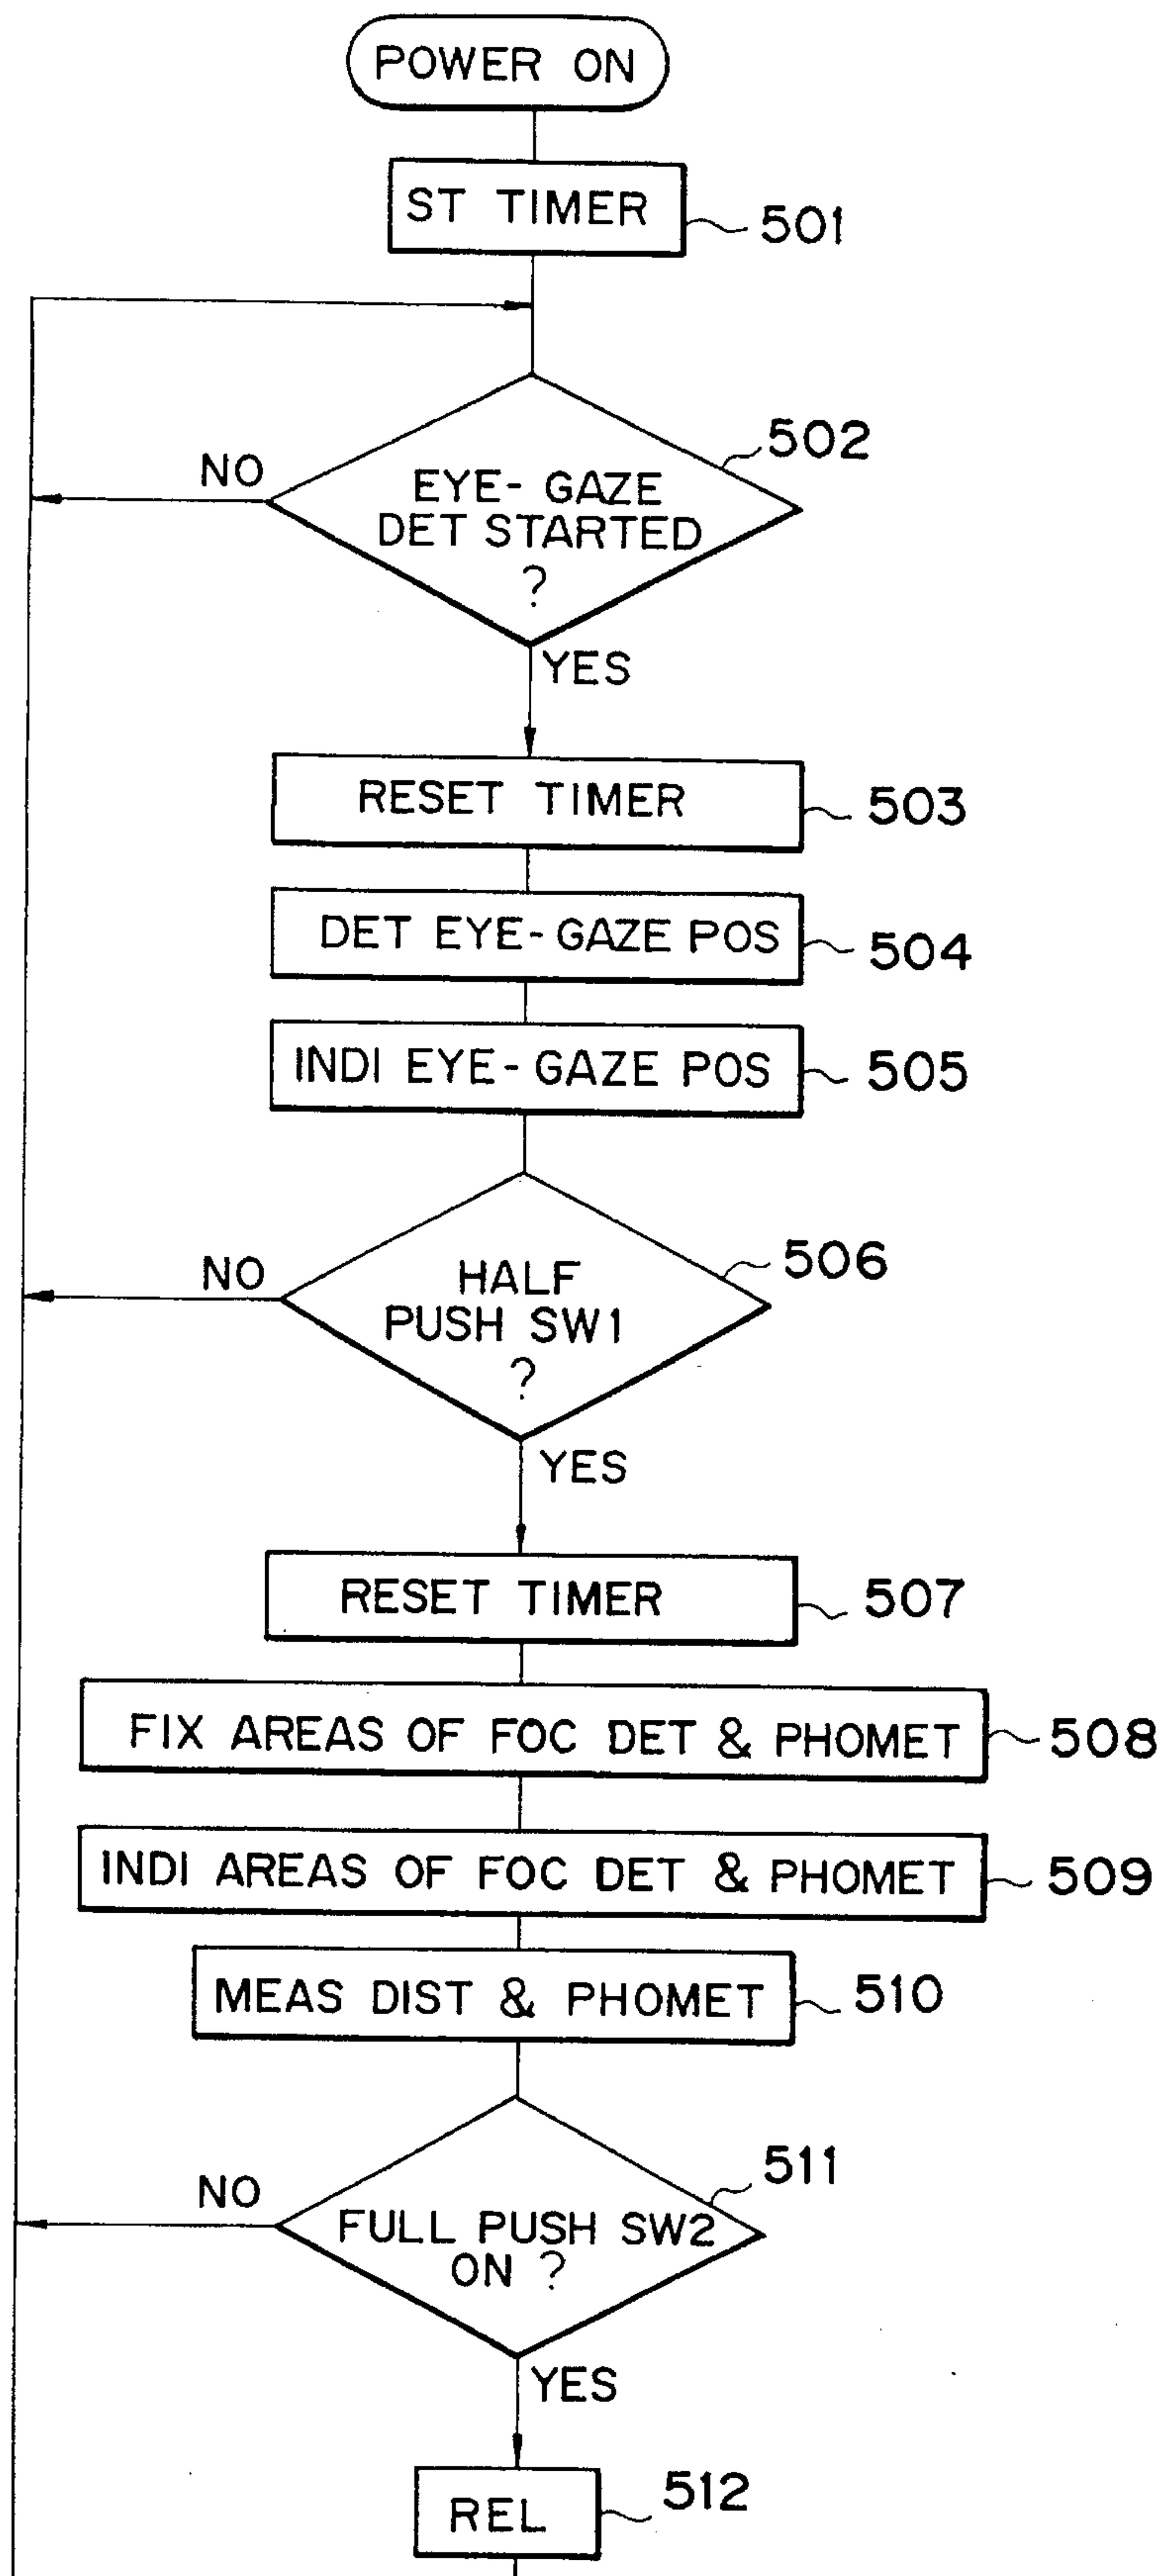 POWER ON
ST TIMER
501
502
NO
EYE- GAZE
DET STARTED
?
YES
RESET TIMER
503
DET EYE-GAZE POS
504
INDI EYE-GAZE POS
505
506
NO
HALF
PUSH SW1
?
YES
RESET TIMER
507
FIX AREAS OF FOC DET & PHOMET
508
INDI AREAS OF FOC DET & PHOMET
509
MEAS DIST & PHOMET
510
511
NO
FULL PUSH SW2
ON ?
YES
REL
512